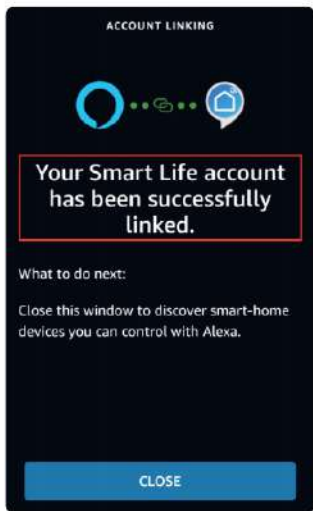 ACCOUNT LINKING
Your Smart Life account
has been successfully
linked.
What to do next:
Close this window to discover smart-home
devices you can control with Alexa.
CLOSE